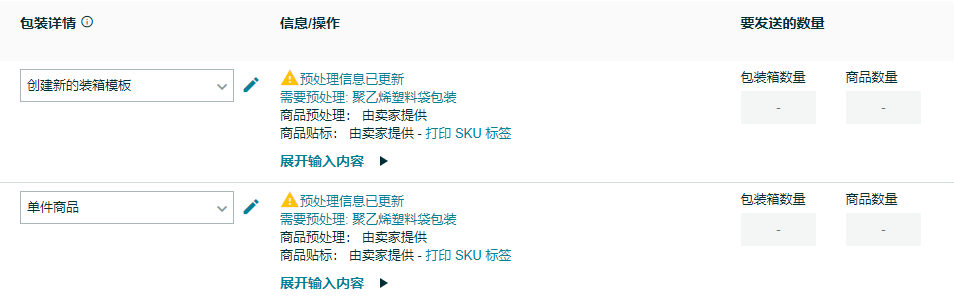 包装详情 信息/操作 要发送的数量
创建新的装箱模板
预处理信息已更新
需要预处理: 聚乙烯塑料袋包装
商品预处理： 由卖家提供
商品贴标： 由卖家提供 - 打印 SKU 标签
展开输入内容
包装箱数量 商品数量
- -
单件商品
预处理信息已更新
需要预处理: 聚乙烯塑料袋包装
商品预处理： 由卖家提供
商品贴标： 由卖家提供 - 打印 SKU 标签
展开输入内容
包装箱数量 商品数量
- -